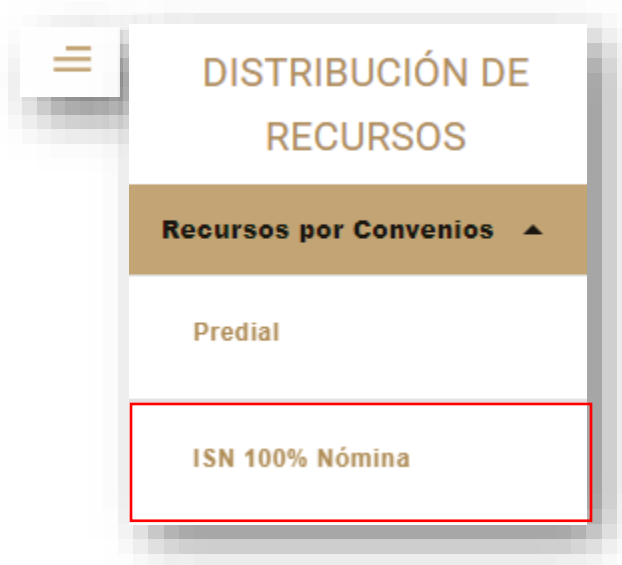 DISTRIBUCIÓN DE
RECURSOS
Recursos por Convenios
Predial
ISN 100% Nómina